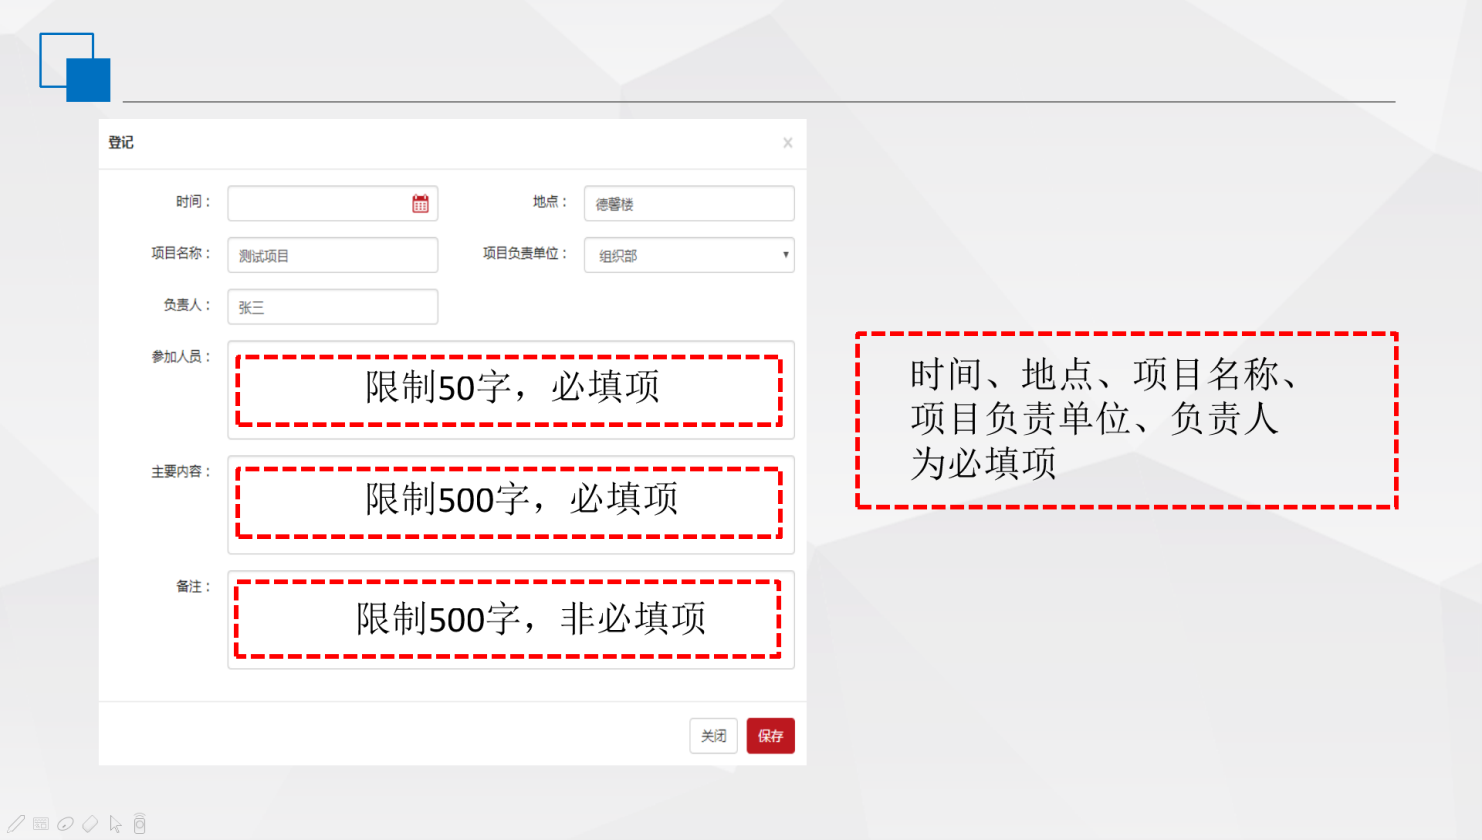 登记
×
时间：
地点：
德馨楼
项目名称：
测试项目
项目负责单位：
组织部
负责人：
张三
参加人员：
限制50字，必填项
主要内容：
限制500字，必填项
备注：
限制500字，非必填项
关闭
保存
时间、地点、项目名称、
项目负责单位、负责人
为必填项